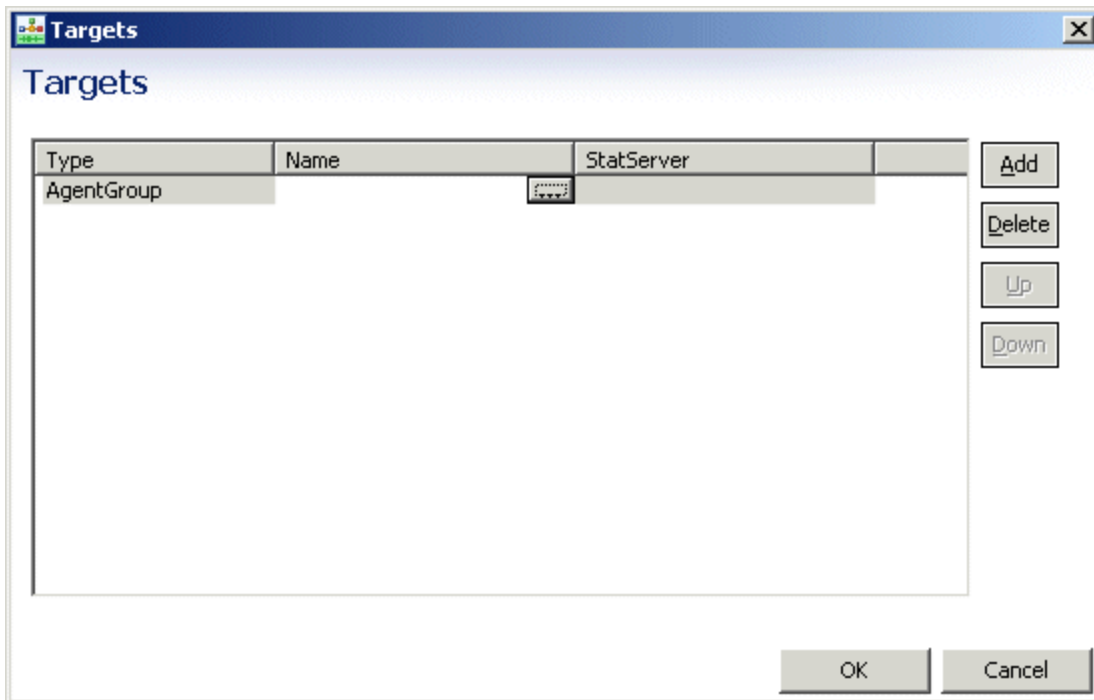 Targets
Targets
Type Name StatServer
AgentGroup ...
Add
Delete
Up
Down
OK Cancel